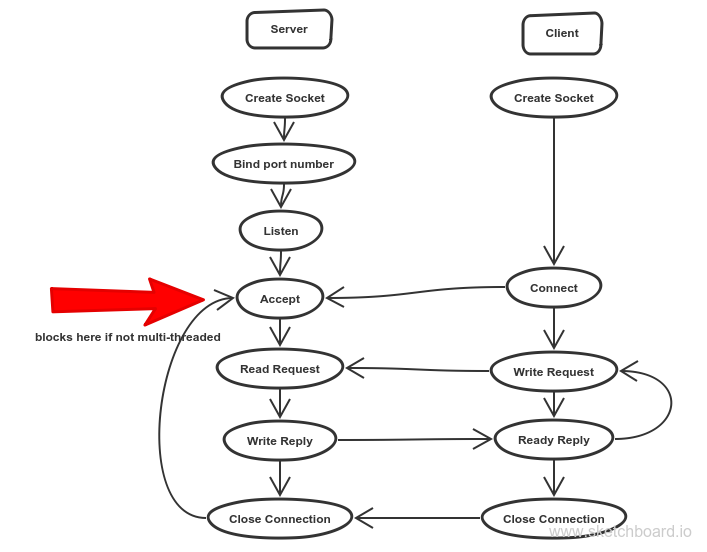 Server
Client
Create Socket
Create Socket
Bind port number
Listen
Accept
Connect
blocks here if not multi-threaded
Read Request
Write Request
Write Reply
Ready Reply
Close Connection
Close Connection
www.sketchboard.io